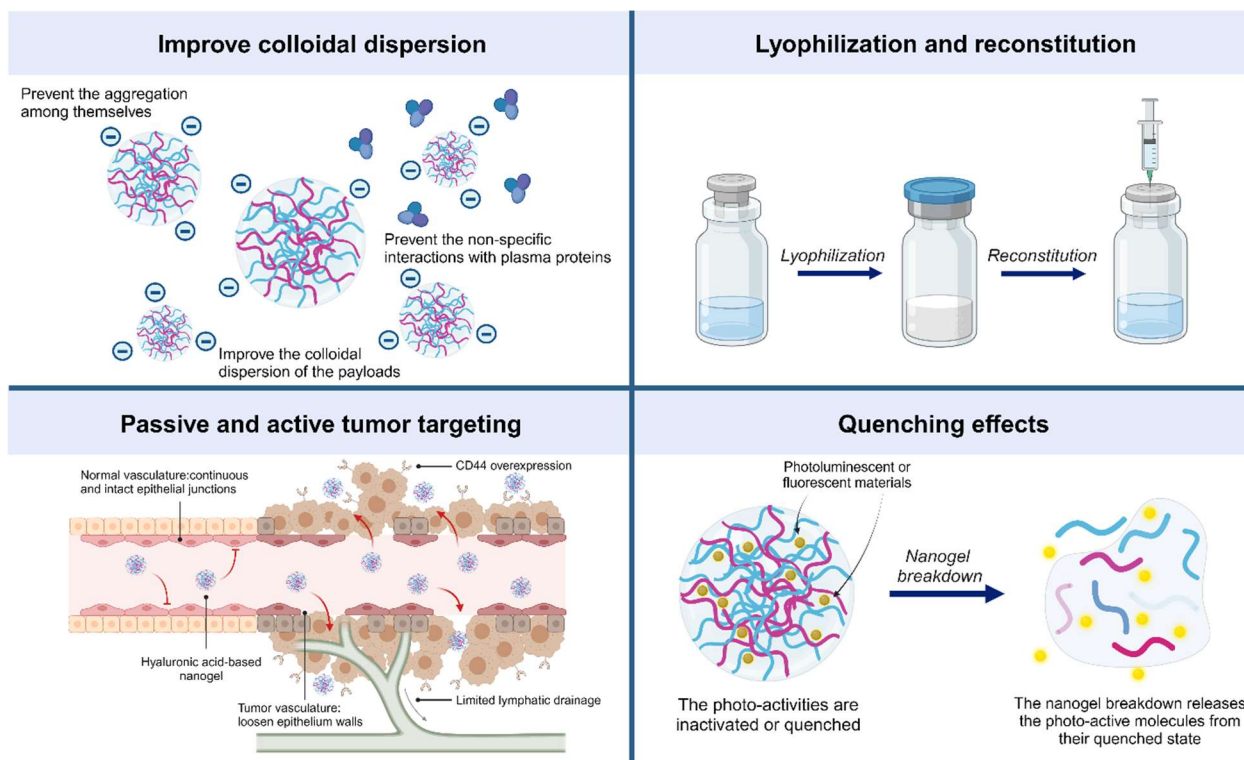 Improve colloidal dispersion
Prevent the aggregation
among themselves
Prevent the non-specific
interactions with plasma proteins
Improve the colloidal
dispersion of the payloads
Lyophilization and reconstitution
Lyophilization
Reconstitution
Passive and active tumor targeting
Normal vasculature:continuous
and intact epithelial junctions
CD44 overexpression
Hyaluronic acid-based
nanogel
Tumor vasculature:
loosen epithelium walls
Limited lymphatic drainage
Quenching effects
Photoluminescent or
fluorescent materials
Nanogel
breakdown
The photo-activities are
inactivated or quenched
The nanogel breakdown releases
the photo-active molecules from
their quenched state